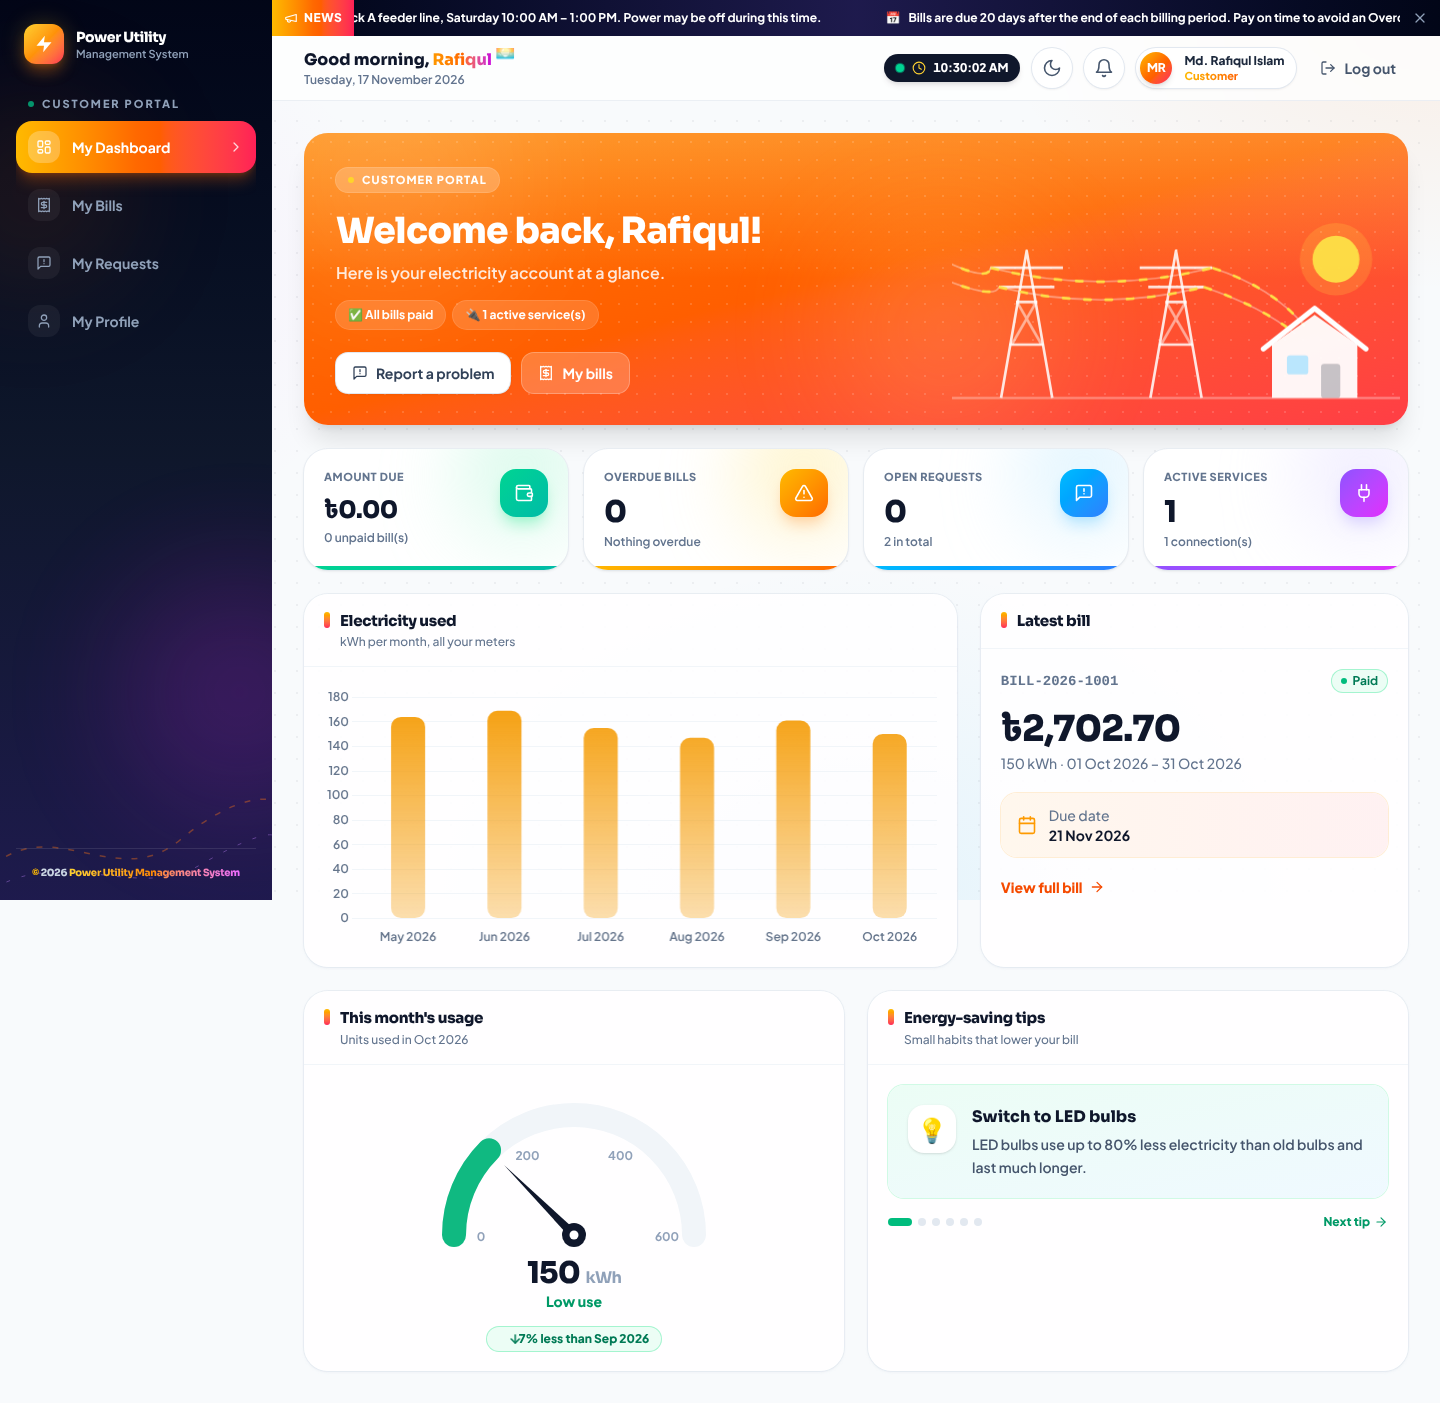 Power Utility
Management System
CUSTOMER PORTAL
My Dashboard
My Bills
My Requests
My Profile
© 2026 Power Utility Management System
NEWS
ck A feeder line, Saturday 10:00 AM – 1:00 PM. Power may be off during this time.
Bills are due 20 days after the end of each billing period. Pay on time to avoid an Overd
Good morning, Rafiqul
Tuesday, 17 November 2026
10:30:02 AM
MR
Md. Rafiqul Islam
Customer
Log out
CUSTOMER PORTAL
Welcome back, Rafiqul!
Here is your electricity account at a glance.
All bills paid
1 active service(s)
Report a problem
My bills
AMOUNT DUE
৳0.00
0 unpaid bill(s)
OVERDUE BILLS
0
Nothing overdue
OPEN REQUESTS
0
2 in total
ACTIVE SERVICES
1
1 connection(s)
Electricity used
kWh per month, all your meters
180
160
140
120
100
80
60
40
20
0
May 2026
Jun 2026
Jul 2026
Aug 2026
Sep 2026
Oct 2026
Latest bill
BILL-2026-1001
Paid
৳2,702.70
150 kWh · 01 Oct 2026 – 31 Oct 2026
Due date
21 Nov 2026
View full bill
This month's usage
Units used in Oct 2026
0
200
400
600
150 kWh
Low use
↓7% less than Sep 2026
Energy-saving tips
Small habits that lower your bill
Switch to LED bulbs
LED bulbs use up to 80% less electricity than old bulbs and
last much longer.
Next tip